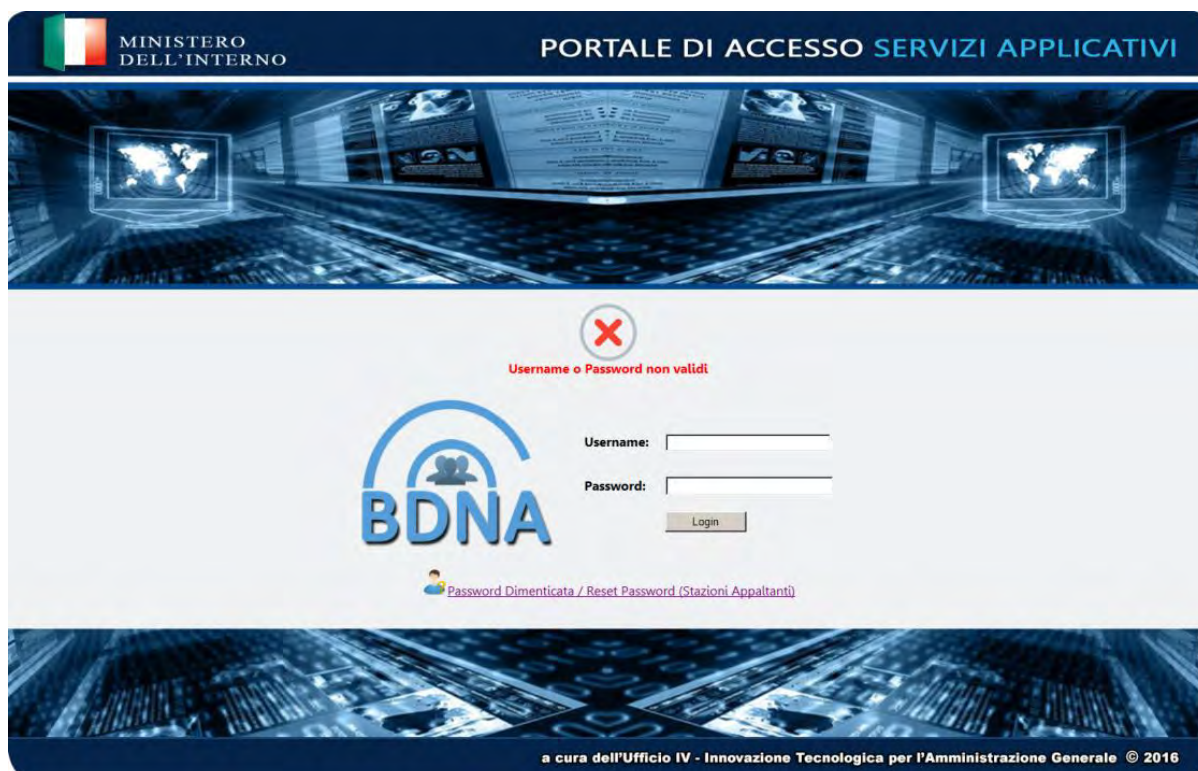 MINISTERO
DELL'INTERNO
PORTALE DI ACCESSO SERVIZI APPLICATIVI
Username o Password non validi
BDNA
Username:
Password:
Login
Password Dimenticata / Reset Password (Stazioni Appaltanti)
a cura dell'Ufficio IV - Innovazione Tecnologica per l'Amministrazione Generale © 2016